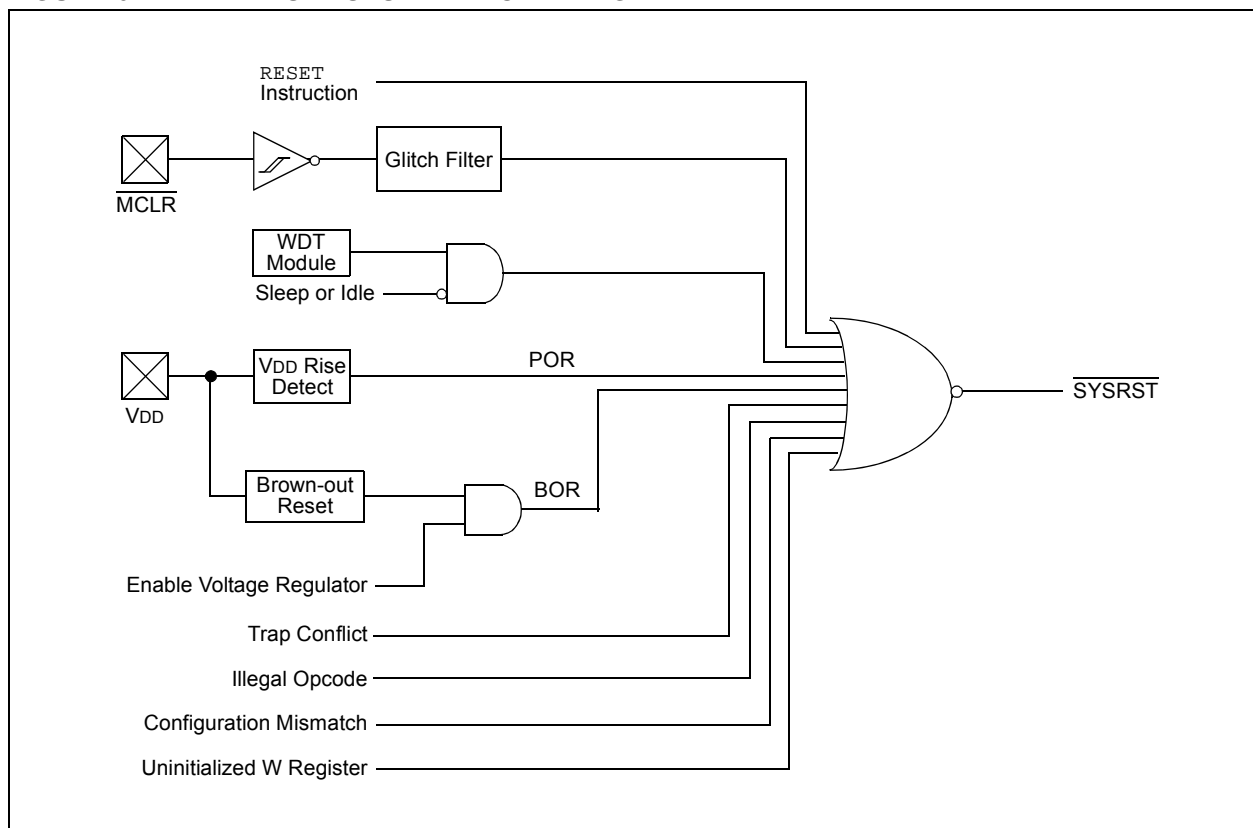 RESET
Instruction
Glitch Filter
MCLR
WDT
Module
Sleep or Idle
VDD Rise
Detect
POR
VDD
SYSRST
Brown-out
Reset
BOR
Enable Voltage Regulator
Trap Conflict
Illegal Opcode
Configuration Mismatch
Uninitialized W Register